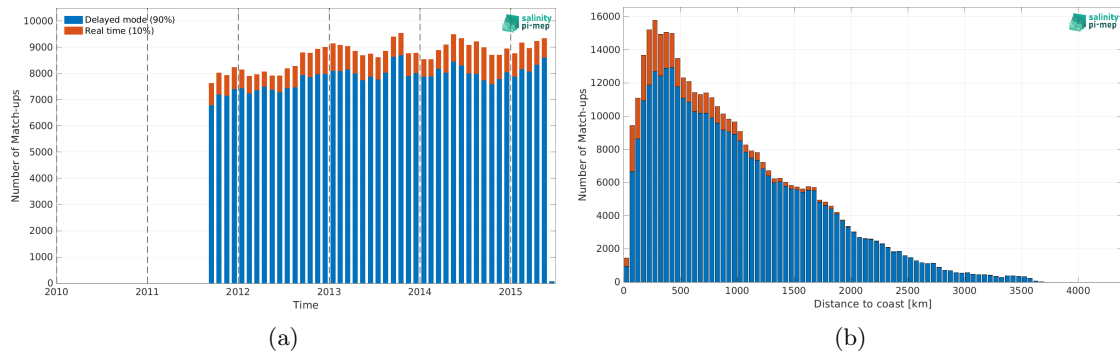 Delayed mode (90%)
Real time (10%)
salinity
pi-mep
Number of Match-ups
10000
9000
8000
7000
6000
5000
4000
3000
2000
1000
0
2010
2011
2012
2013
2014
2015
Time
(a)
salinity
pi-mep
Number of Match-ups
16000
14000
12000
10000
8000
6000
4000
2000
0
0
500
1000
1500
2000
2500
3000
3500
4000
Distance to coast [km]
(b)